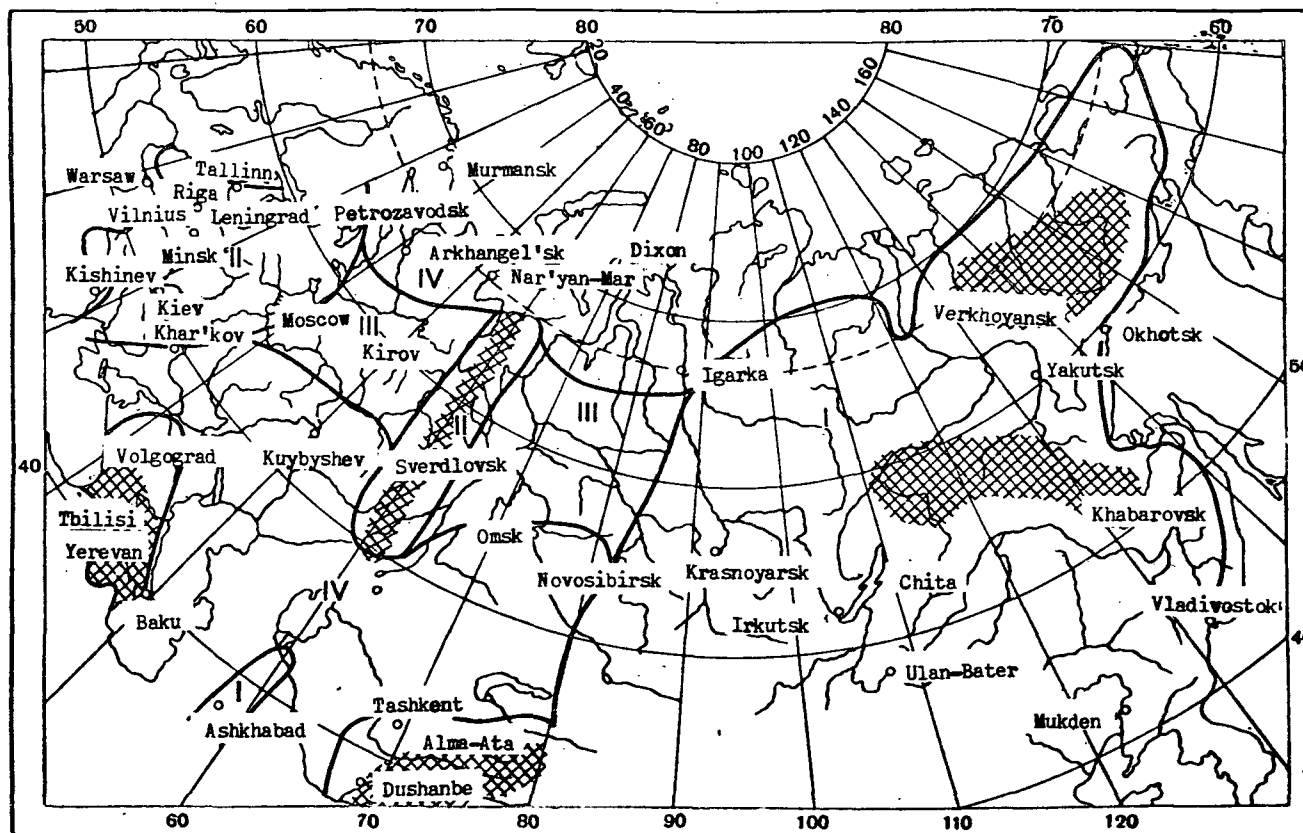 50 60 70 80 80 70 60
70 40 60 80 100 120 140 160
Murmansk
Warsaw Tallinn
Riga
Vilnius Leningrad Petrozavodsk I
Minsk II Arkhangel'sk Dixon
Kishinev IV Nar'yan-Mar
Kiev Moscow III Verkhoyansk
Khar'kov Kirov Okhotsk
Igarka Yakutsk 50
III
II
Volgograd Kuybyshev Sverdlovsk
40
Tbilisi Omsk Khabarovsk
Yerevan
Novosibirsk Krasnoyarsk Chita
IV
Baku Irkutsk Vladivostok
Ulan-Bater
I
Ashkhabad Tashkent Mukden
Alma-Ata
Dushanbe
60 70 80 90 100 110 120